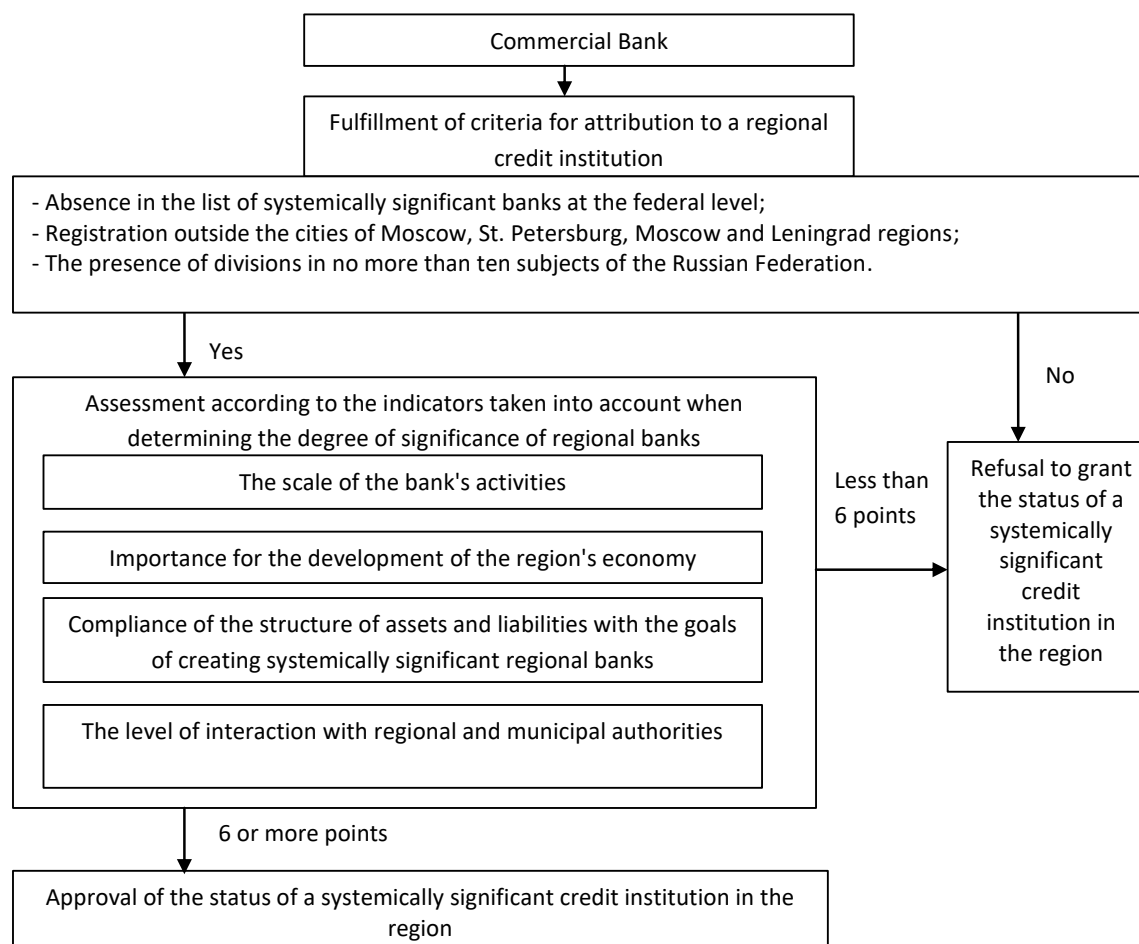 Commercial Bank
Fulfillment of criteria for attribution to a regional
credit institution
- Absence in the list of systemically significant banks at the federal level;
- Registration outside the cities of Moscow, St. Petersburg, Moscow and Leningrad regions;
- The presence of divisions in no more than ten subjects of the Russian Federation.
Yes
No
Assessment according to the indicators taken into account when
determining the degree of significance of regional banks
The scale of the bank's activities
Importance for the development of the region's economy
Compliance of the structure of assets and liabilities with the goals
of creating systemically significant regional banks
The level of interaction with regional and municipal authorities
Less than
6 points
Refusal to grant
the status of a
systemically
significant
credit
institution in
the region
6 or more points
Approval of the status of a systemically significant credit institution in the
region